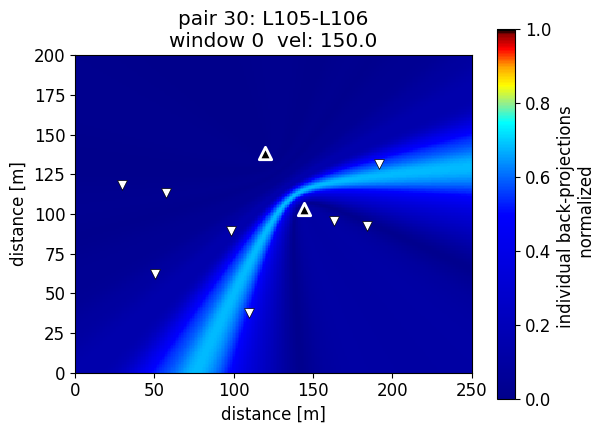 pair 30: L105-L106
window 0  vel: 150.0
distance [m]
200
175
150
125
100
75
50
25
0
0 50 100 150 200 250
distance [m]
1.0
0.8
0.6
0.4
0.2
0.0
individual back-projections
normalized